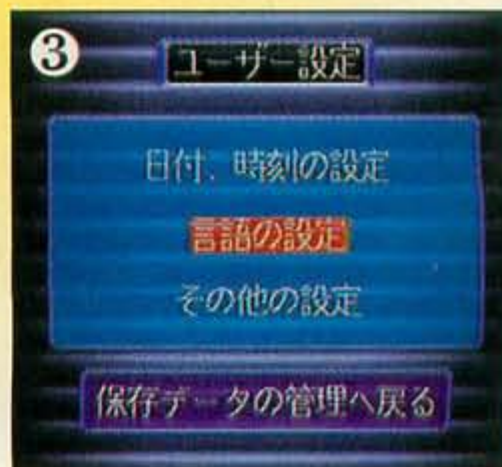 ③
ユーザー設定
日付、時刻の設定
言語の設定
その他の設定
保存データの管理へ戻る